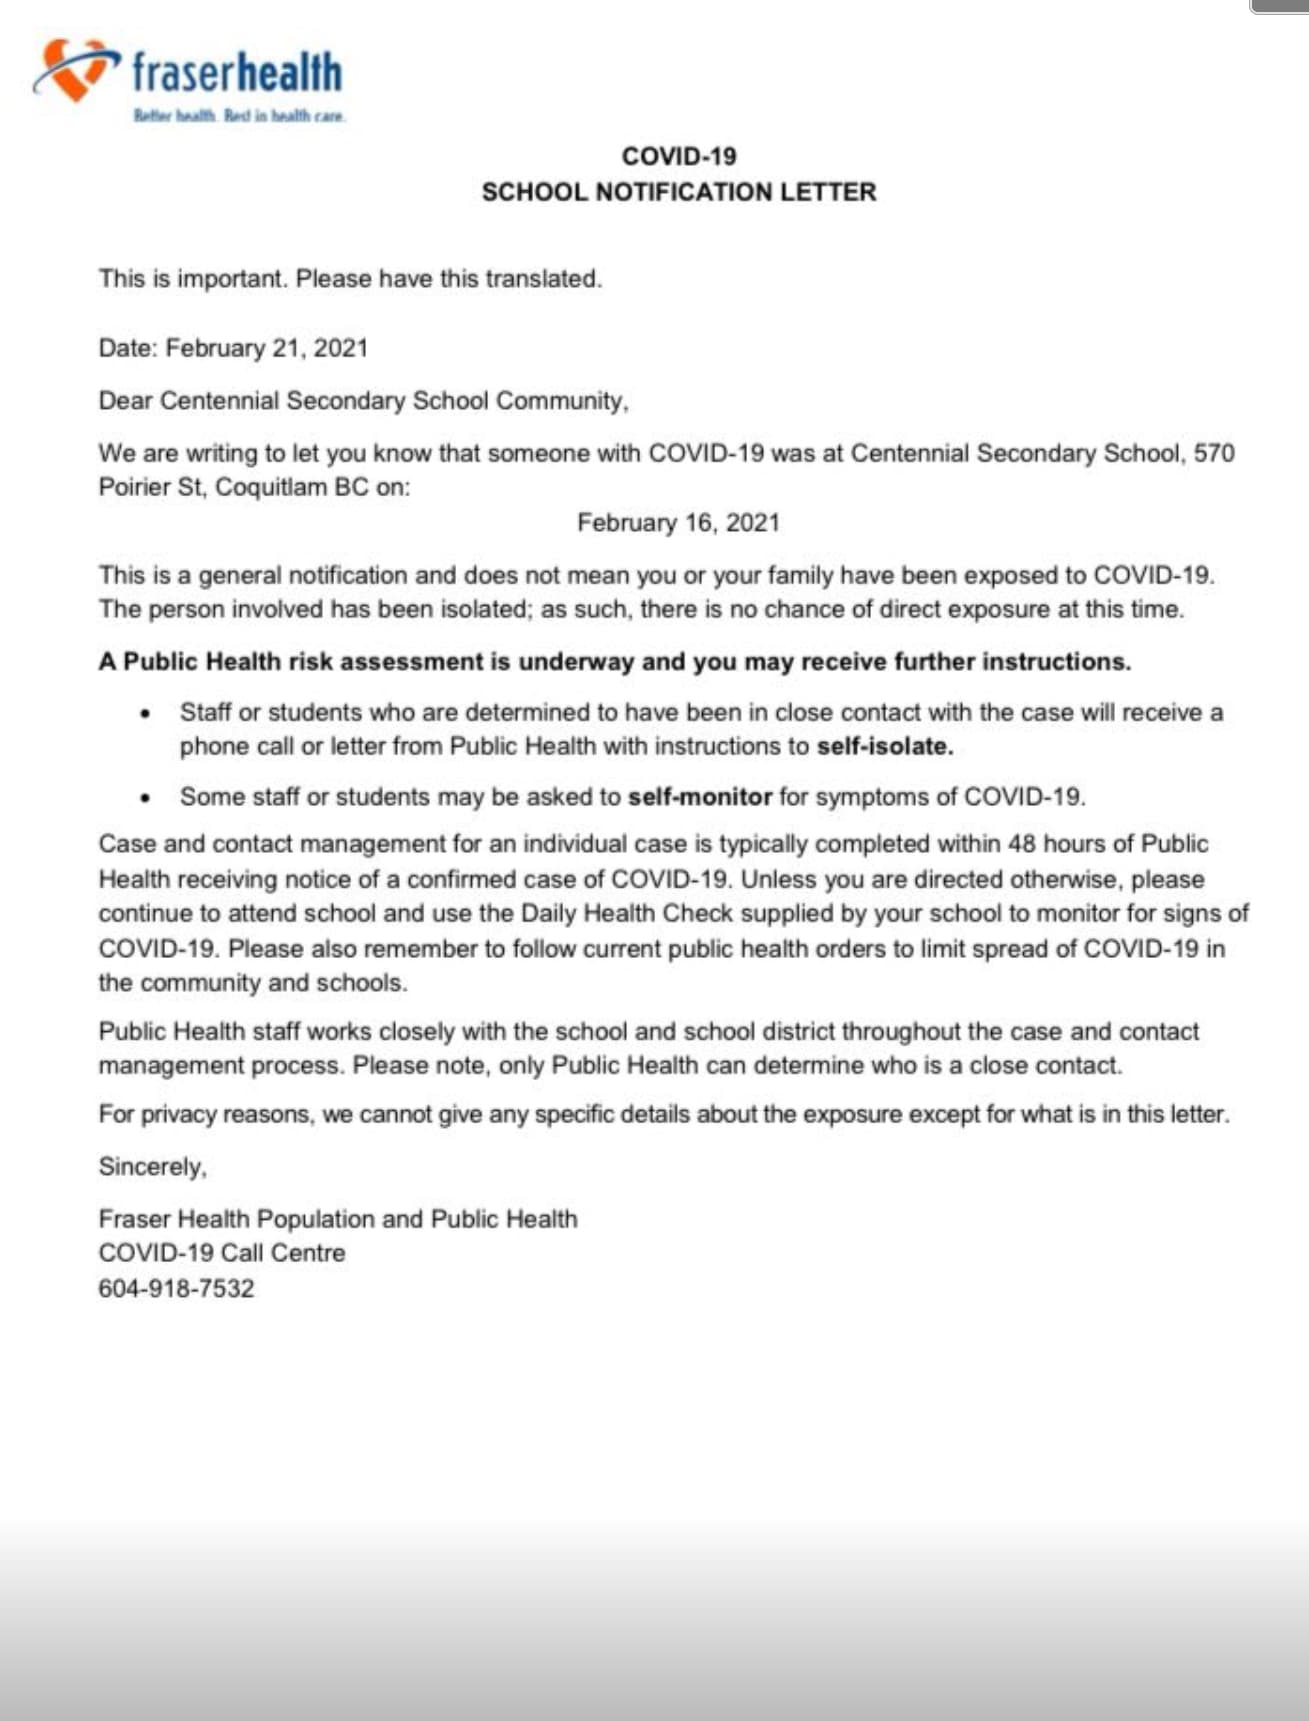 fraserhealth
Better health. Best in health care.
COVID-19
SCHOOL NOTIFICATION LETTER
This is important. Please have this translated.
Date: February 21, 2021
Dear Centennial Secondary School Community,
We are writing to let you know that someone with COVID-19 was at Centennial Secondary School, 570
Poirier St, Coquitlam BC on:
February 16, 2021
This is a general notification and does not mean you or your family have been exposed to COVID-19.
The person involved has been isolated; as such, there is no chance of direct exposure at this time.
A Public Health risk assessment is underway and you may receive further instructions.
• Staff or students who are determined to have been in close contact with the case will receive a
phone call or letter from Public Health with instructions to self-isolate.
• Some staff or students may be asked to self-monitor for symptoms of COVID-19.
Case and contact management for an individual case is typically completed within 48 hours of Public
Health receiving notice of a confirmed case of COVID-19. Unless you are directed otherwise, please
continue to attend school and use the Daily Health Check supplied by your school to monitor for signs of
COVID-19. Please also remember to follow current public health orders to limit spread of COVID-19 in
the community and schools.
Public Health staff works closely with the school and school district throughout the case and contact
management process. Please note, only Public Health can determine who is a close contact.
For privacy reasons, we cannot give any specific details about the exposure except for what is in this letter.
Sincerely,
Fraser Health Population and Public Health
COVID-19 Call Centre
604-918-7532